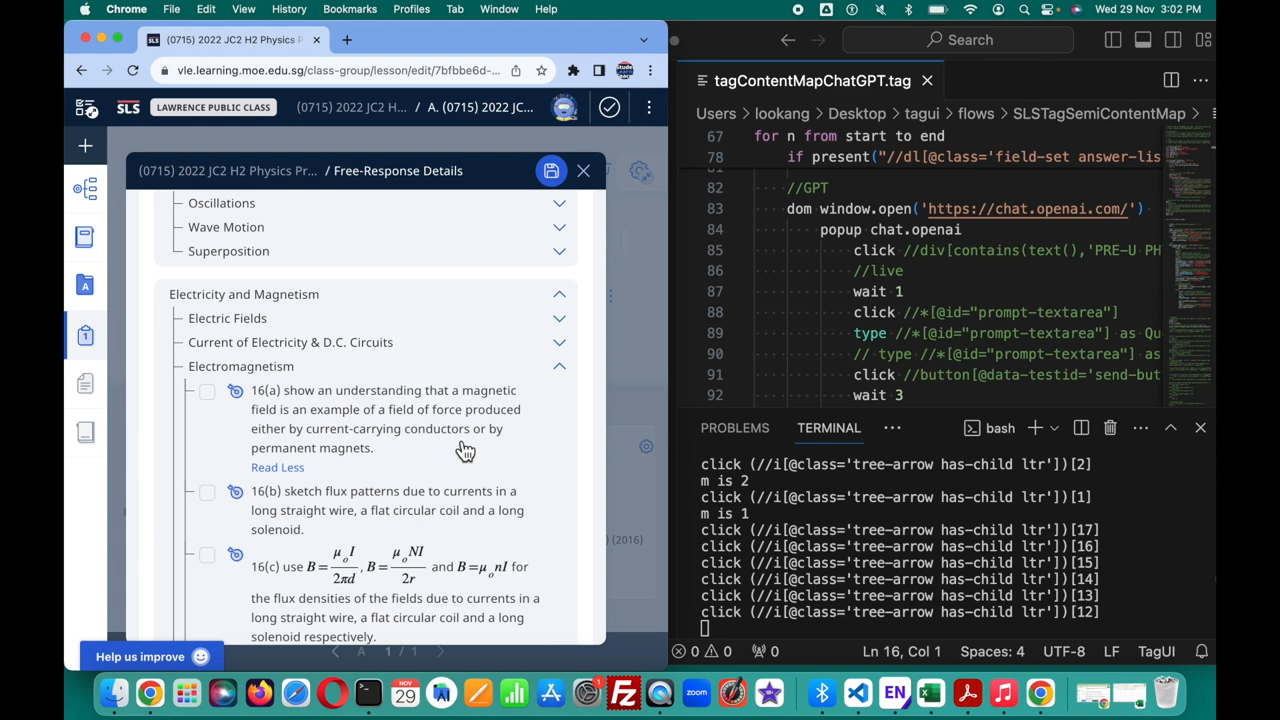 Chrome File Edit View History Bookmarks Profiles Tab Window Help
Wed 29 Nov 3:02 PM
SLS (0715) 2022 JC2 H2 Physics P
vle.learning.moe.edu.sg/class-group/lesson/edit/7bfbbe6d-...
SLS LAWRENCE PUBLIC CLASS (0715) 2022 JC2 H... / A. (0715) 2022 JC...
(0715) 2022 JC2 H2 Physics Pr... / Free-Response Details
Oscillations
Wave Motion
Superposition
Electricity and Magnetism
Electric Fields
Current of Electricity & D.C. Circuits
Electromagnetism
16(a) show an understanding that a magnetic
field is an example of a field of force produced
either by current-carrying conductors or by
permanent magnets.
Read Less
16(b) sketch flux patterns due to currents in a
long straight wire, a flat circular coil and a long
solenoid.
16(c) use B=μoI/2πd, B=μoNI/2r and B=μonI for
the flux densities of the fields due to currents in a
long straight wire, a flat circular coil and a long
solenoid respectively.
) (2016)
A 1 / 1
Help us improve
Search
tagContentMapChatGPT.tag
Users > lookang > Desktop > tagui > flows > SLSTagSemiContentMap >
67 for n from start to end
78 if present("//dl[@class='field-set answer-lis
82 //GPT
83 dom window.open('https://chat.openai.com/')
84 popup chat.openai
85 click //div[contains(text(),'PRE-U PH
86 //live
87 wait 1
88 click //*[@id="prompt-textarea"]
89 type //*[@id="prompt-textarea"] as Qu
90 // type //*[@id="prompt-textarea"] as
91 click //button[@data-testid='send-but
92 wait 3
PROBLEMS TERMINAL ... bash
click (//i[@class='tree-arrow has-child ltr'])[2]
m is 2
click (//i[@class='tree-arrow has-child ltr'])[1]
m is 1
click (//i[@class='tree-arrow has-child ltr'])[17]
click (//i[@class='tree-arrow has-child ltr'])[16]
click (//i[@class='tree-arrow has-child ltr'])[15]
click (//i[@class='tree-arrow has-child ltr'])[14]
click (//i[@class='tree-arrow has-child ltr'])[13]
click (//i[@class='tree-arrow has-child ltr'])[12]
0 0 0 Ln 16, Col 1 Spaces: 4 UTF-8 LF TagUI
NOV
29
1
zoom
EN